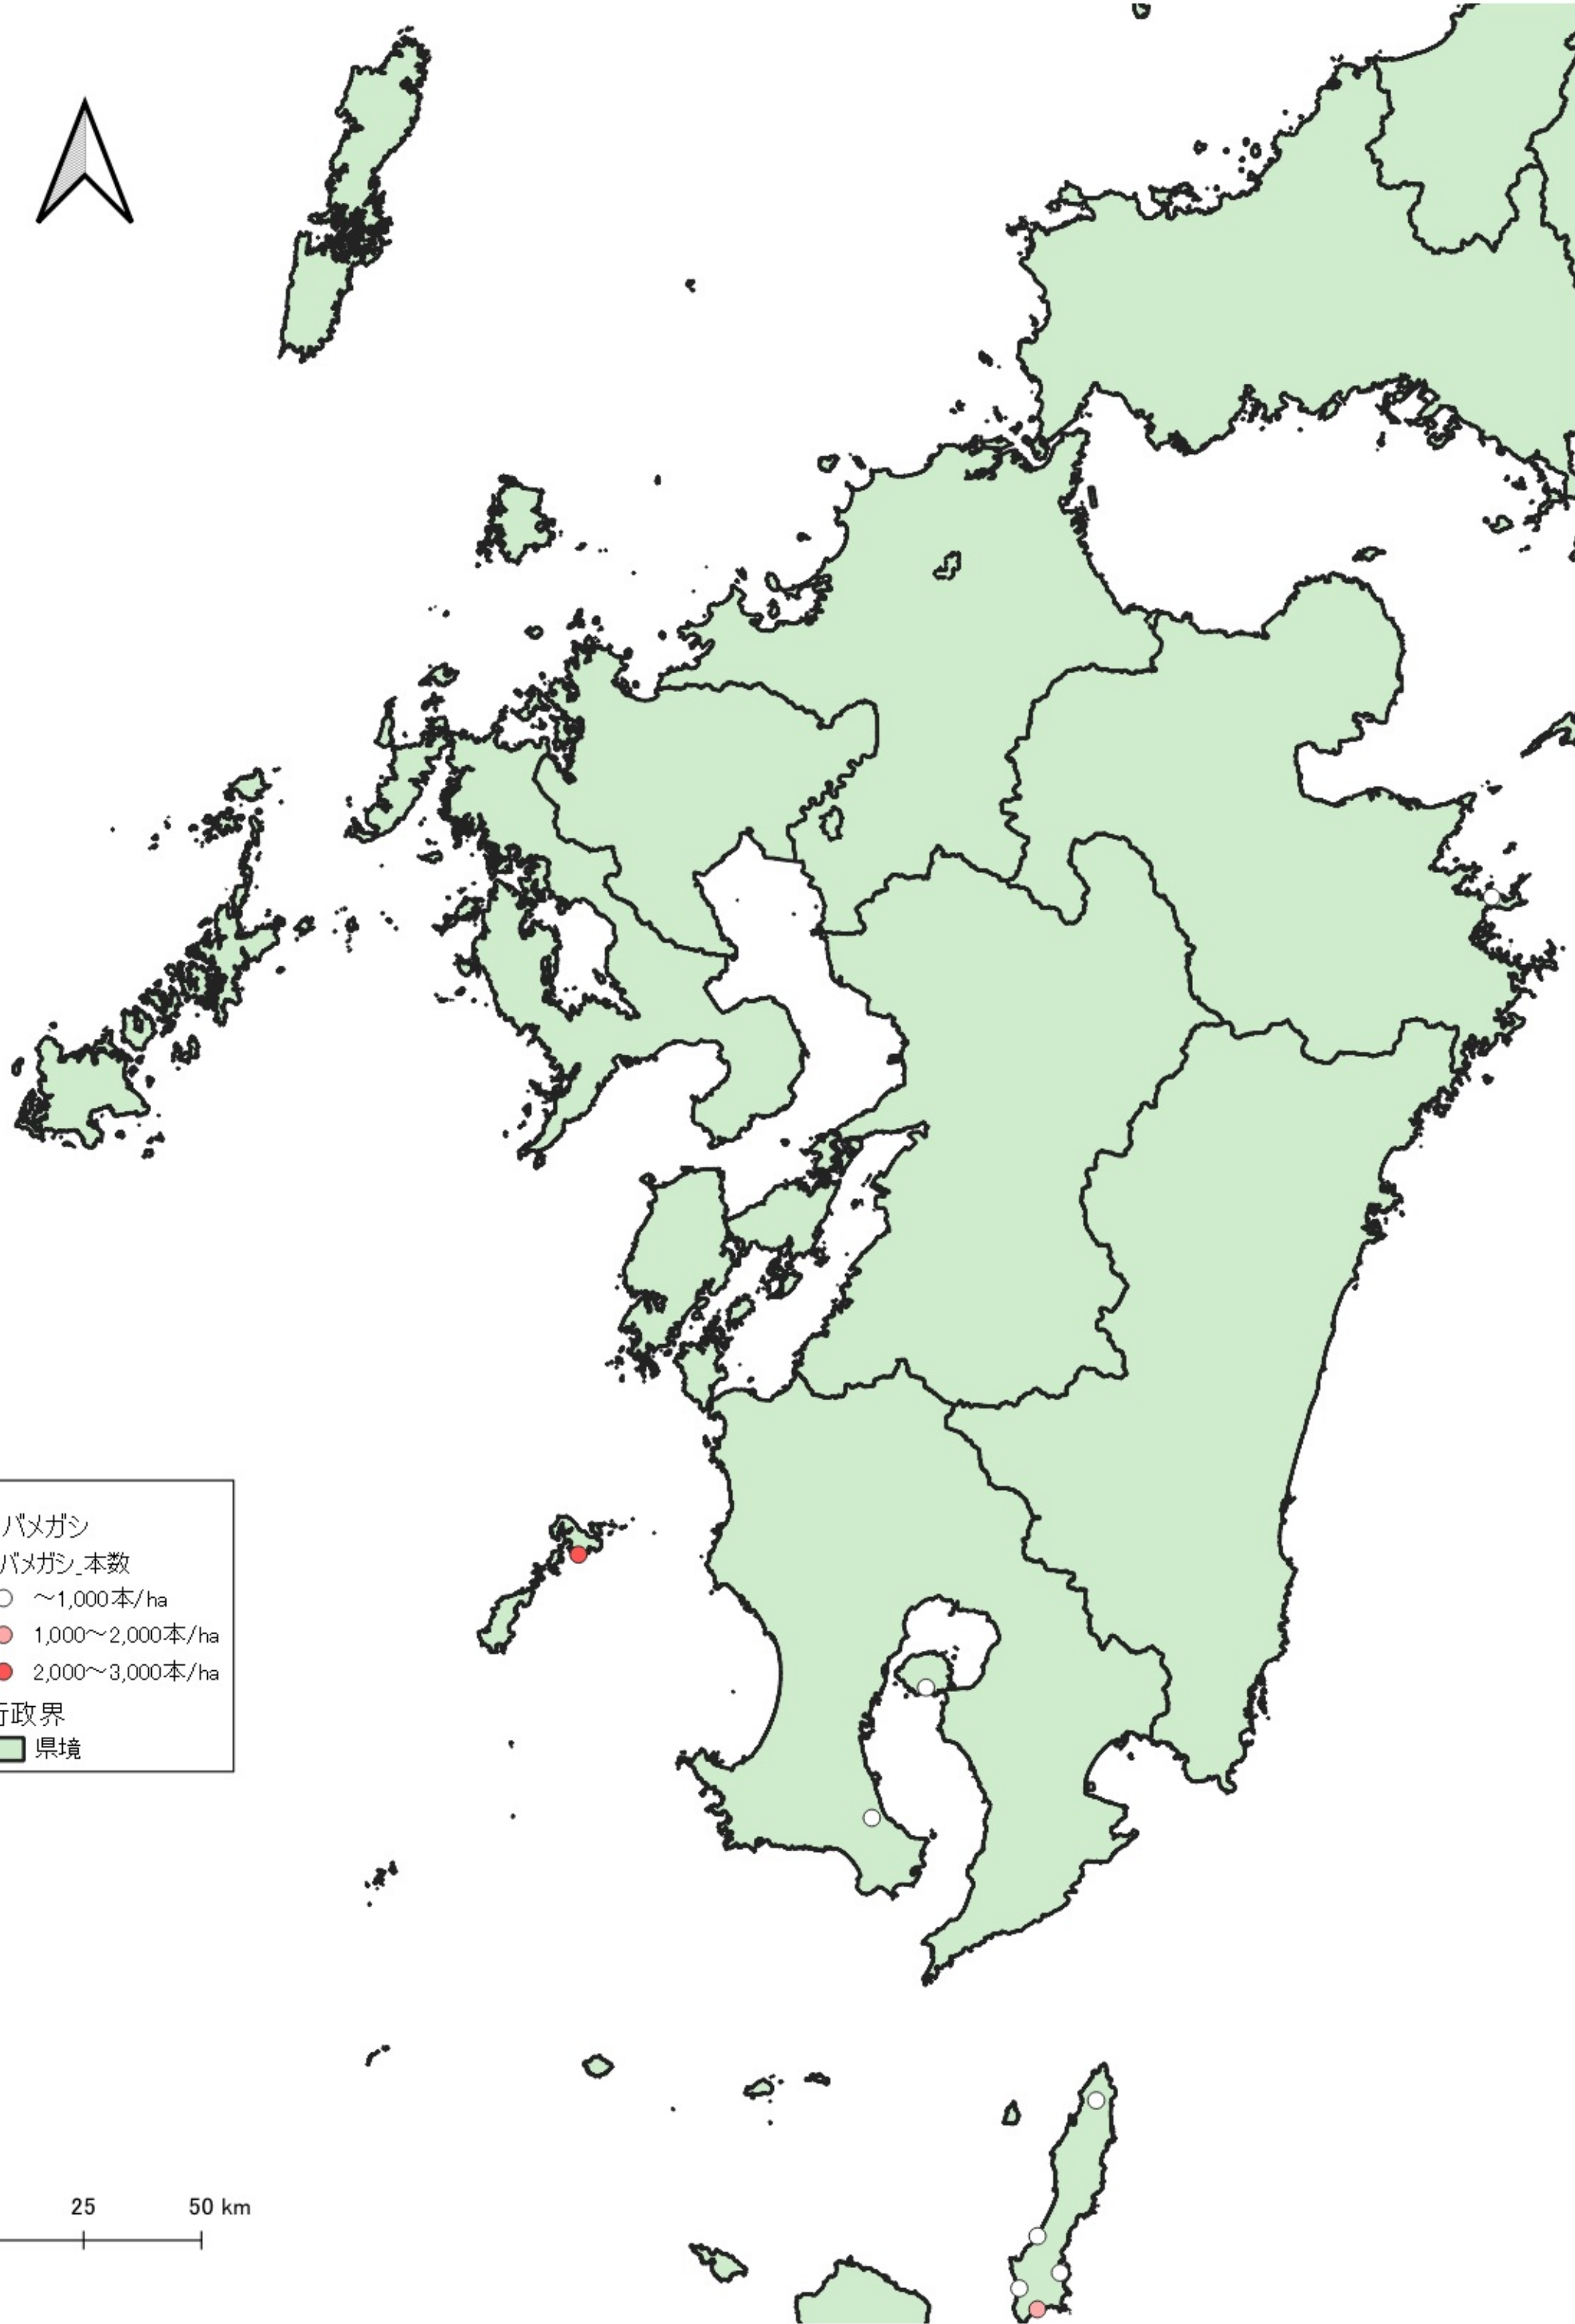 バメガシ
バメガシ_本数
～1,000本/ha
1,000～2,000本/ha
2,000～3,000本/ha
行政界
県境
25 50 km